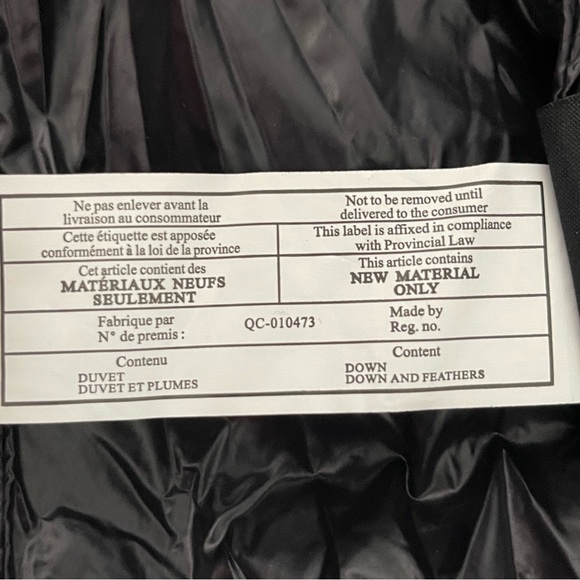 Ne pas enlever avant la
livraison au consommateur
Not to be removed until
delivered to the consumer
Cette étiquette est apposée
conformément à la loi de la province
This label is affixed in compliance
with Provincial Law
Cet article contient des
MATÉRIAUX NEUFS
SEULEMENT
This article contains
NEW MATERIAL
ONLY
Fabrique par
N° de premis :
QC-010473
Made by
Reg. no.
Contenu
DUVET
DUVET ET PLUMES
Content
DOWN
DOWN AND FEATHERS